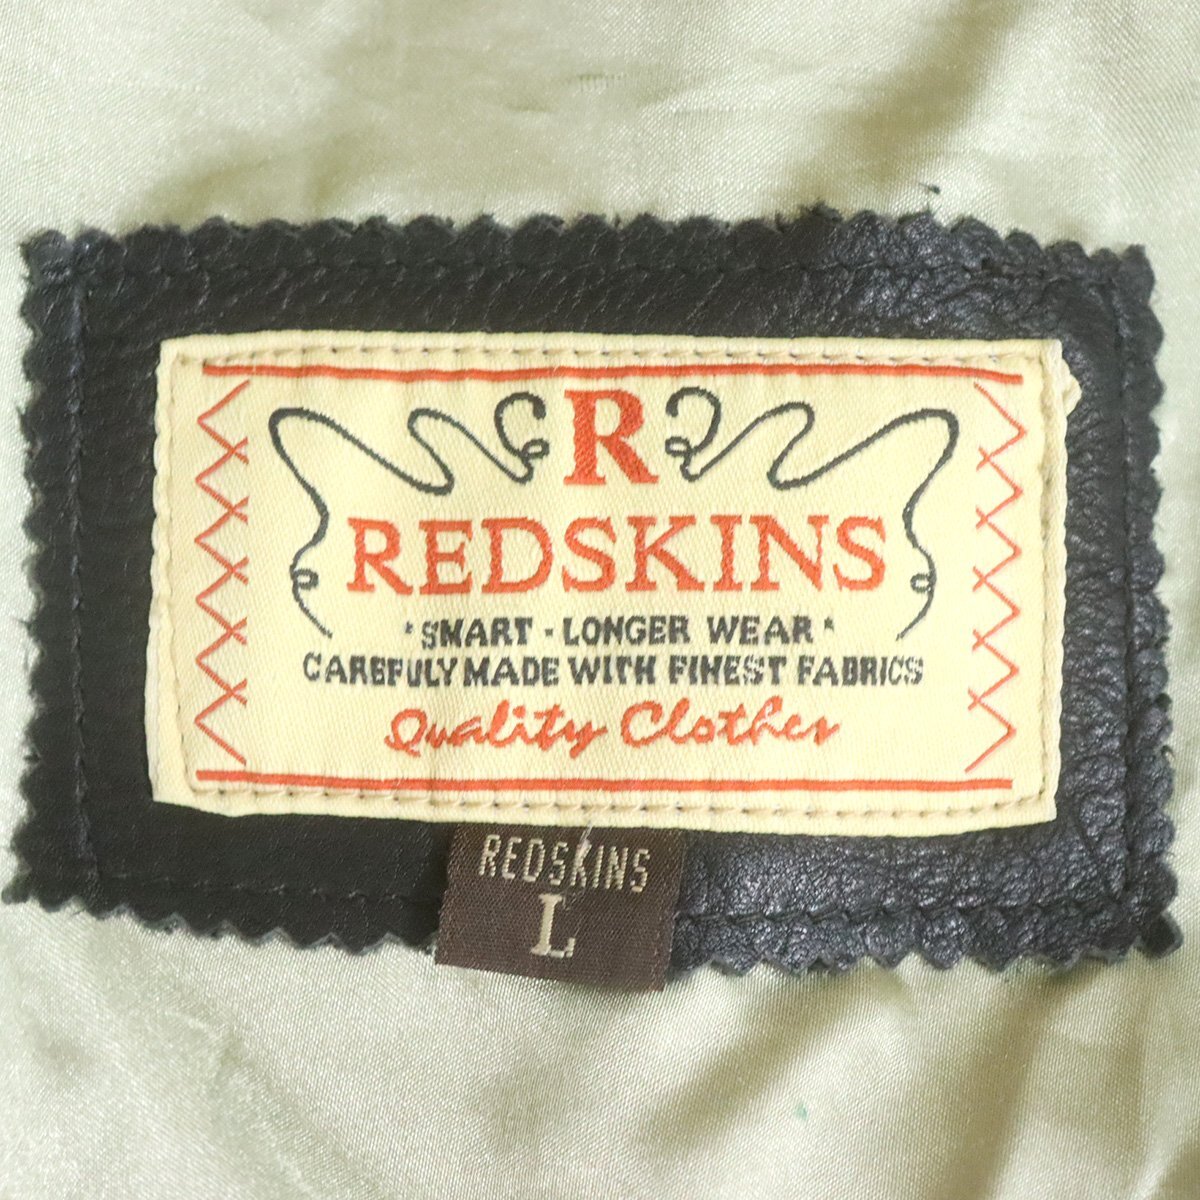 R
REDSKINS
* SMART - LONGER WEAR *
CAREFULY MADE WITH FINEST FABRICS
Quality Clothes
REDSKINS
L